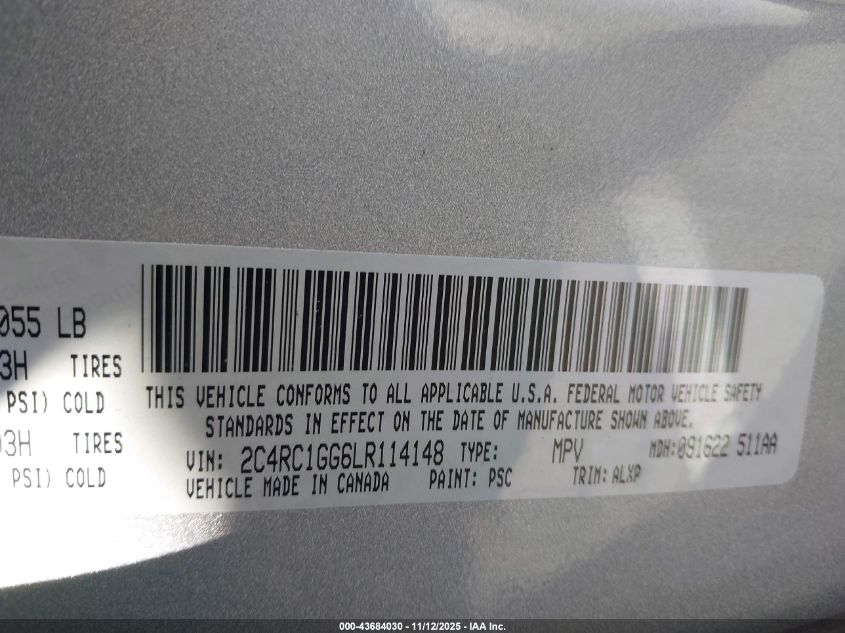 055 LB
3H TIRES
PSI) COLD
03H TIRES
PSI) COLD
THIS VEHICLE CONFORMS TO ALL APPLICABLE U.S.A. FEDERAL MOTOR VEHICLE SAFETY
STANDARDS IN EFFECT ON THE DATE OF MANUFACTURE SHOWN ABOVE.
VIN: 2C4RC1GG6LR114148 TYPE: MPV MDH:091622 511AA
VEHICLE MADE IN CANADA PAINT: PSC TRIM: ALXP
000-43684030 - 11/12/2025 - IAA Inc.